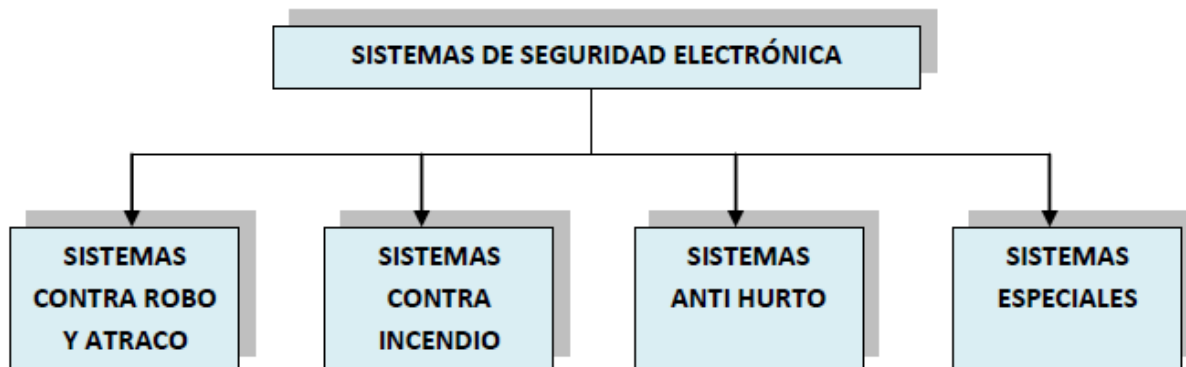 SISTEMAS DE SEGURIDAD ELECTRÓNICA
SISTEMAS
CONTRA ROBO
Y ATRACO
SISTEMAS
CONTRA
INCENDIO
SISTEMAS
ANTI HURTO
SISTEMAS
ESPECIALES